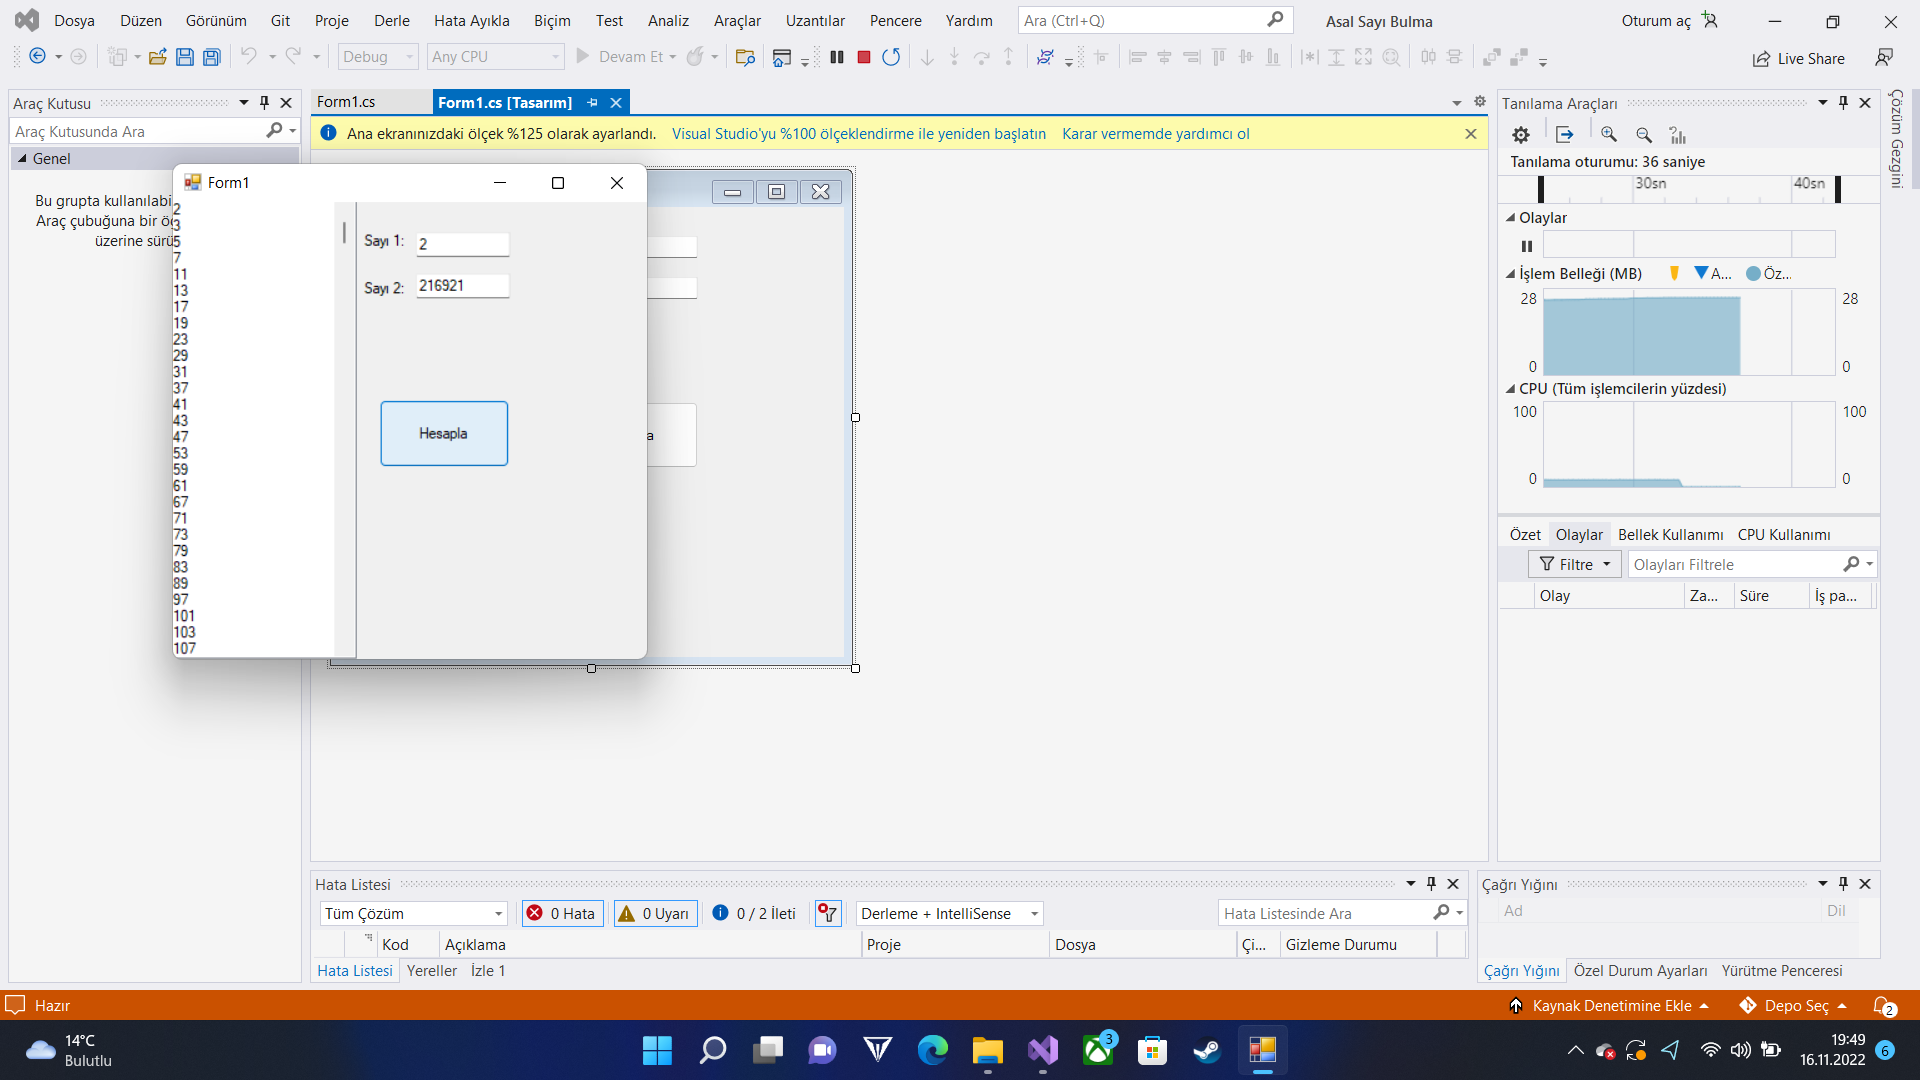 Dosya Düzen Görünüm Git Proje Derle Hata Ayıkla Biçim Test Analiz Araçlar Uzantılar Pencere Yardım Ara (Ctrl+Q) Asal Sayı Bulma Oturum aç
Debug Any CPU Devam Et Live Share
Araç Kutusu
Araç Kutusunda Ara
Genel
Bu grupta kullanılabi
Araç çubuğuna bir öğ
üzerine sürü
Form1.cs Form1.cs [Tasarım]
Ana ekranınızdaki ölçek %125 olarak ayarlandı. Visual Studio'yu %100 ölçeklendirme ile yeniden başlatın Karar vermemde yardımcı ol
Form1
2
3
5
7
11
13
17
19
23
29
31
37
41
43
47
53
59
61
67
71
73
79
83
89
97
101
103
107
Sayı 1: 2
Sayı 2: 216921
Hesapla
a
Tanılama Araçları
Tanılama oturumu: 36 saniye
30sn 40sn
Olaylar
İşlem Belleği (MB) A... Öz...
28 28
0 0
CPU (Tüm işlemcilerin yüzdesi)
100 100
0 0
Özet Olaylar Bellek Kullanımı CPU Kullanımı
Filtre Olayları Filtrele
Olay Za... Süre İş pa...
Çözüm Gezgini
Hata Listesi
Tüm Çözüm 0 Hata 0 Uyarı 0 / 2 İleti Derleme + IntelliSense Hata Listesinde Ara
Kod Açıklama Proje Dosya Çi... Gizleme Durumu
Hata Listesi Yereller İzle 1
Çağrı Yığını
Ad Dil
Çağrı Yığını Özel Durum Ayarları Yürütme Penceresi
Hazır Kaynak Denetimine Ekle Depo Seç 2
14°C
Bulutlu
3
19:49
16.11.2022 6